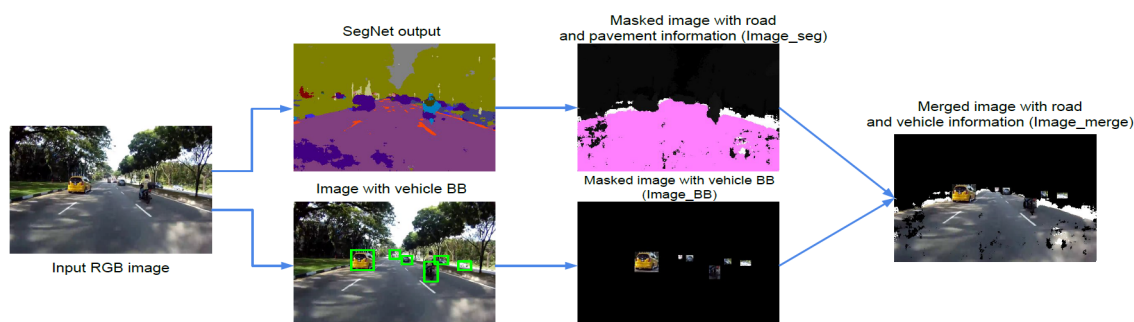 SegNet output
Masked image with road
and pavement information (Image_seg)
Merged image with road
and vehicle information (Image_merge)
Input RGB image
Image with vehicle BB
Masked image with vehicle BB
(Image_BB)